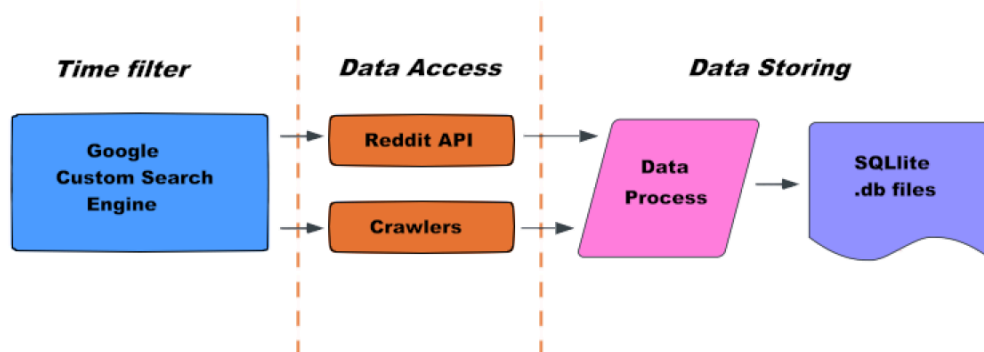 Time filter
Data Access
Data Storing
Google
Custom Search
Engine
Reddit API
Crawlers
Data
Process
SQLlite
.db files